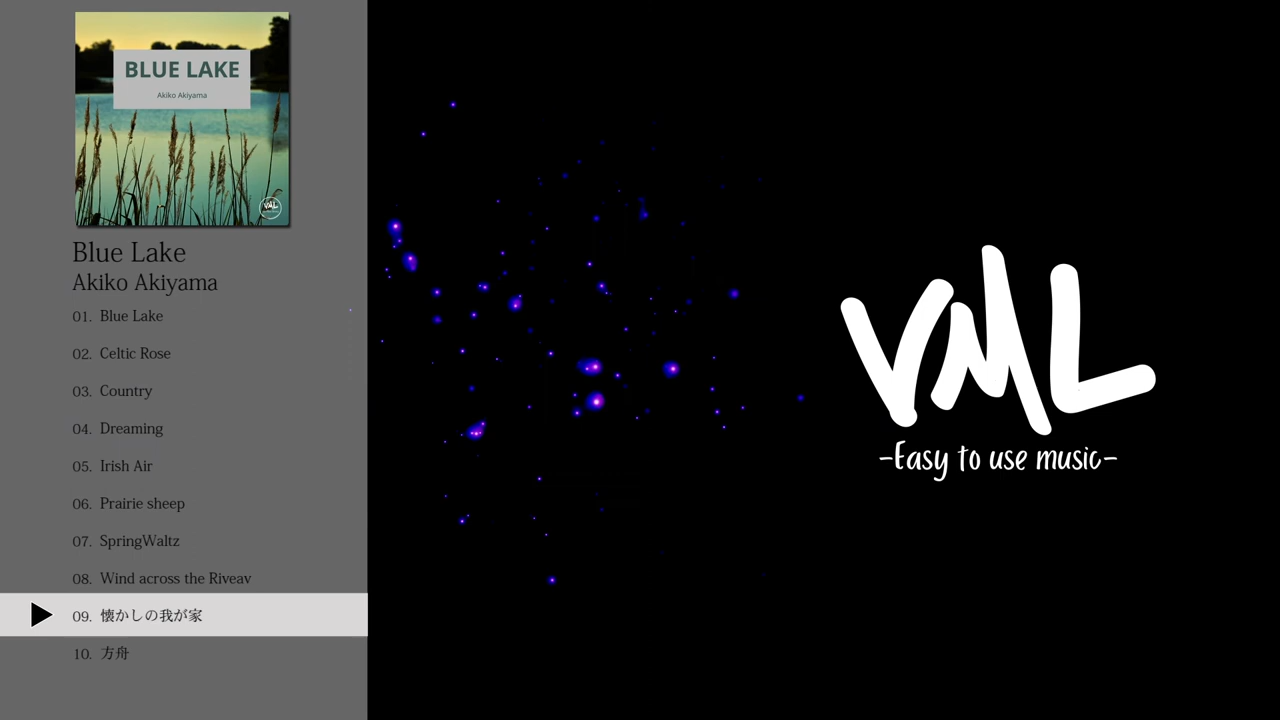 BLUE LAKE
Akiko Akiyama
VML
Blue Lake
Akiko Akiyama
01. Blue Lake
02. Celtic Rose
03. Country
04. Dreaming
05. Irish Air
06. Prairie sheep
07. SpringWaltz
08. Wind across the Riveav
09. 懐かしの我が家
10. 方舟
VML
-Easy to use music-